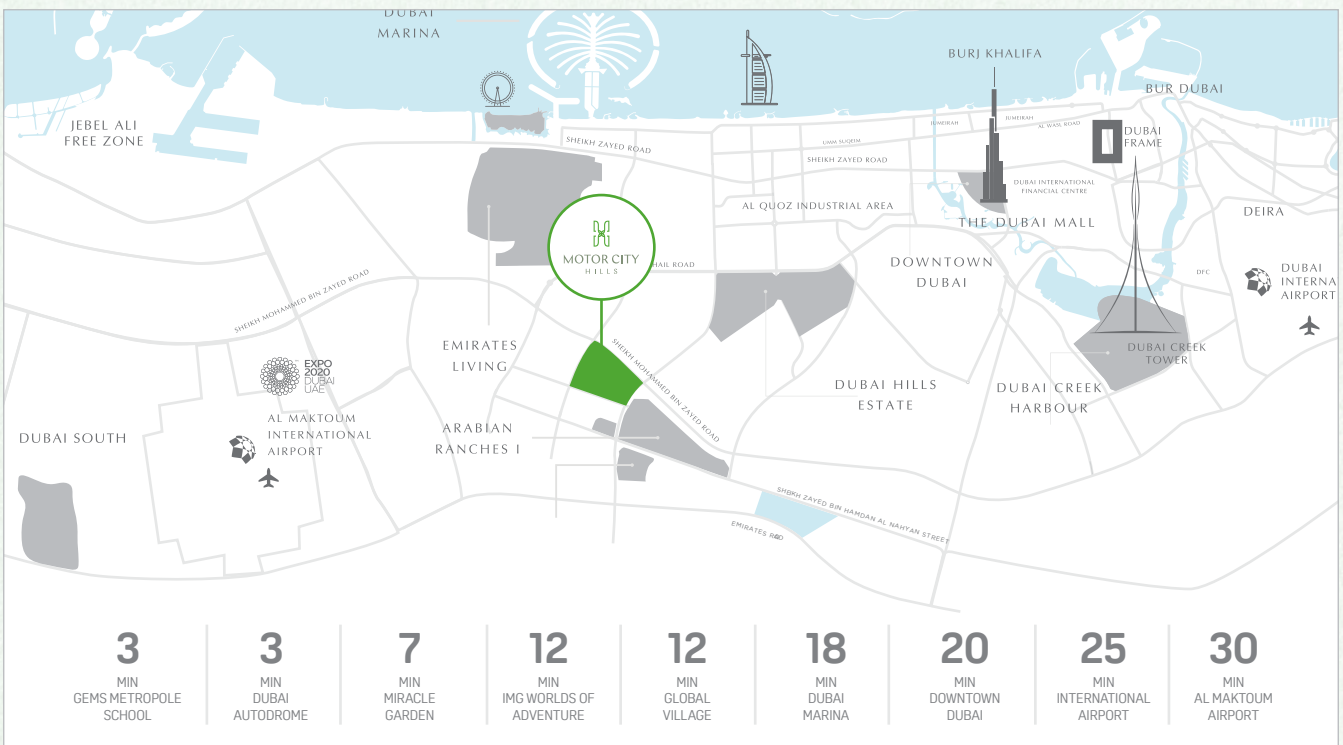 DUBAI
MARINA
BURJ KHALIFA
BUR DUBAI
JEBEL ALI
FREE ZONE
JUMEIRAH
JUMEIRAH
AL WASL ROAD
DUBAI
FRAME
SHEIKH ZAYED ROAD
UMM SUQEIM
SHEIKH ZAYED ROAD
DUBAI INTERNATIONAL
FINANCIAL CENTRE
AL QUOZ INDUSTRIAL AREA
DEIRA
THE DUBAI MALL
MOTOR CITY
HILLS
HAIL ROAD
DOWNTOWN
DUBAI
DFC
DUBAI
INTERNA
AIRPORT
SHEIKH MOHAMMED BIN ZAYED ROAD
EMIRATES
LIVING
SHEIKH MOHAMMED BIN ZAYED ROAD
DUBAI CREEK
TOWER
EXPO
2020
DUBAI
UAE
DUBAI HILLS
ESTATE
DUBAI CREEK
HARBOUR
AL MAKTOUM
INTERNATIONAL
AIRPORT
DUBAI SOUTH
ARABIAN
RANCHES I
SHEIKH ZAYED BIN HAMDAN AL NAHYAN STREET
EMIRATES
3
MIN
GEMS METROPOLE
SCHOOL
3
MIN
DUBAI
AUTODROME
7
MIN
MIRACLE
GARDEN
12
MIN
IMG WORLDS OF
ADVENTURE
12
MIN
GLOBAL
VILLAGE
18
MIN
DUBAI
MARINA
20
MIN
DOWNTOWN
DUBAI
25
MIN
INTERNATIONAL
AIRPORT
30
MIN
AL MAKTOUM
AIRPORT